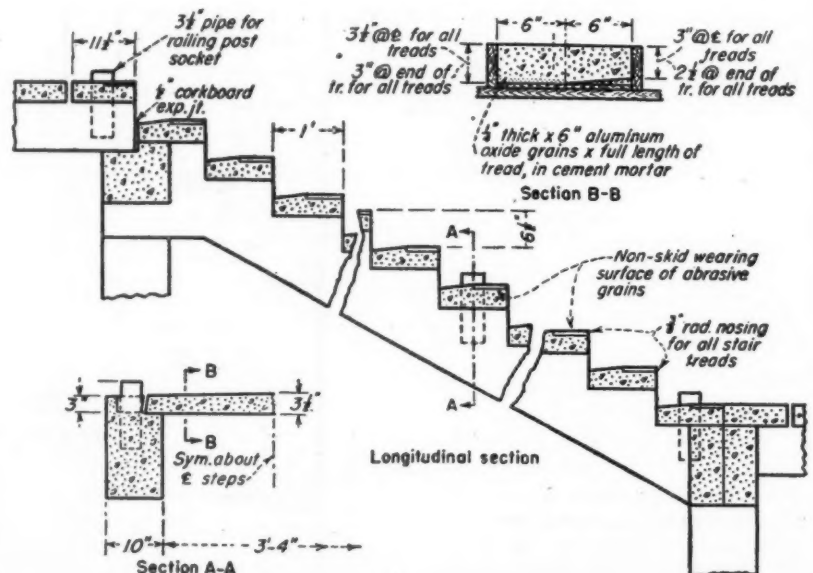 3½" pipe for
railing post
socket
11½"
½" corkboard
exp. jt.
1'
3½" @ ℄ for all
treads
3" @ end of
tr. for all treads
6" 6"
3" @ ℄ for all
treads
2½ @ end of
tr. for all treads
¼" thick x 6" aluminum
oxide grains x full length of
tread, in cement mortar
Section B-B
6½"
A
Non-skid wearing
surface of abrasive
grains
rad. nosing
for all stair
treads
A
B
3"
3½"
B
Sym. about
℄ steps
Longitudinal section
10" 3'-4"
Section A-A